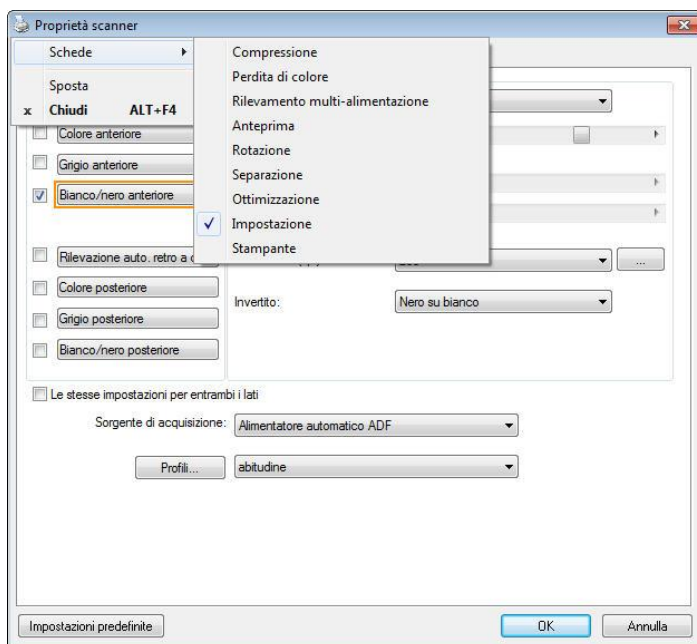 Proprietà scanner
Schede
Sposta
x Chiudi ALT+F4
Compressione
Perdita di colore
Rilevamento multi-alimentazione
Anteprima
Rotazione
Separazione
Ottimizzazione
Impostazione
Stampante
Colore anteriore
Grigio anteriore
Bianco/nero anteriore
Rilevazione auto. retro a
Colore posteriore
Grigio posteriore
Bianco/nero posteriore
...
Invertito: Nero su bianco
Le stesse impostazioni per entrambi i lati
Sorgente di acquisizione: Alimentatore automatico ADF
Profili... abitudine
Impostazioni predefinite OK Annulla